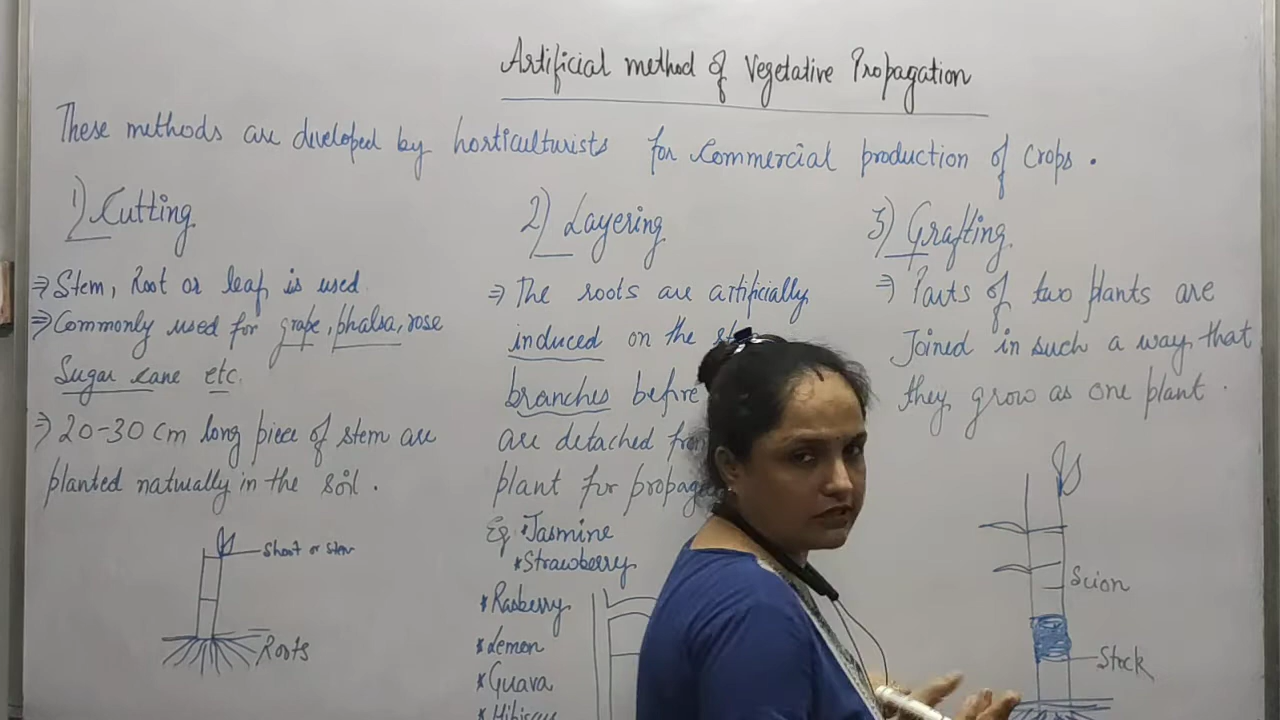 Artificial method of Vegetative Propagation
These methods are developed by horticulturists for Commercial production of Crops.
1) Cutting
⇒ Stem, Root or leaf is used
⇒ Commonly used for grape, phalsa, rose
Sugar cane etc.
⇒ 20-30 cm long piece of stem are
planted naturally in the soil.
Shoot or stem
Roots
2) Layering
⇒ The roots are artificially
induced on the
branches before
are detached from
plant for
Eg. Jasmine
* Strawberry
* Rasberry
* Lemon
* Guava
* Hibiscus
3) Grafting
⇒ Parts of two plants are
Joined in such a way that
they grow as one plant.
Scion
Stock